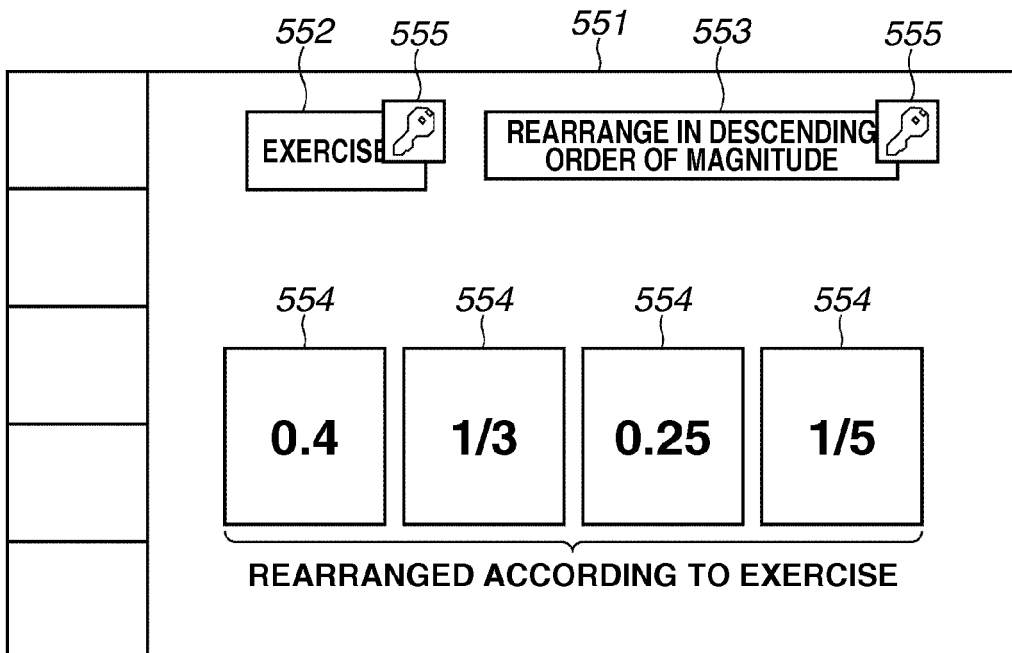 552 555 551 553 555
EXERCISE
REARRANGE IN DESCENDING
ORDER OF MAGNITUDE
554 554 554 554
0.4 1/3 0.25 1/5
REARRANGED ACCORDING TO EXERCISE